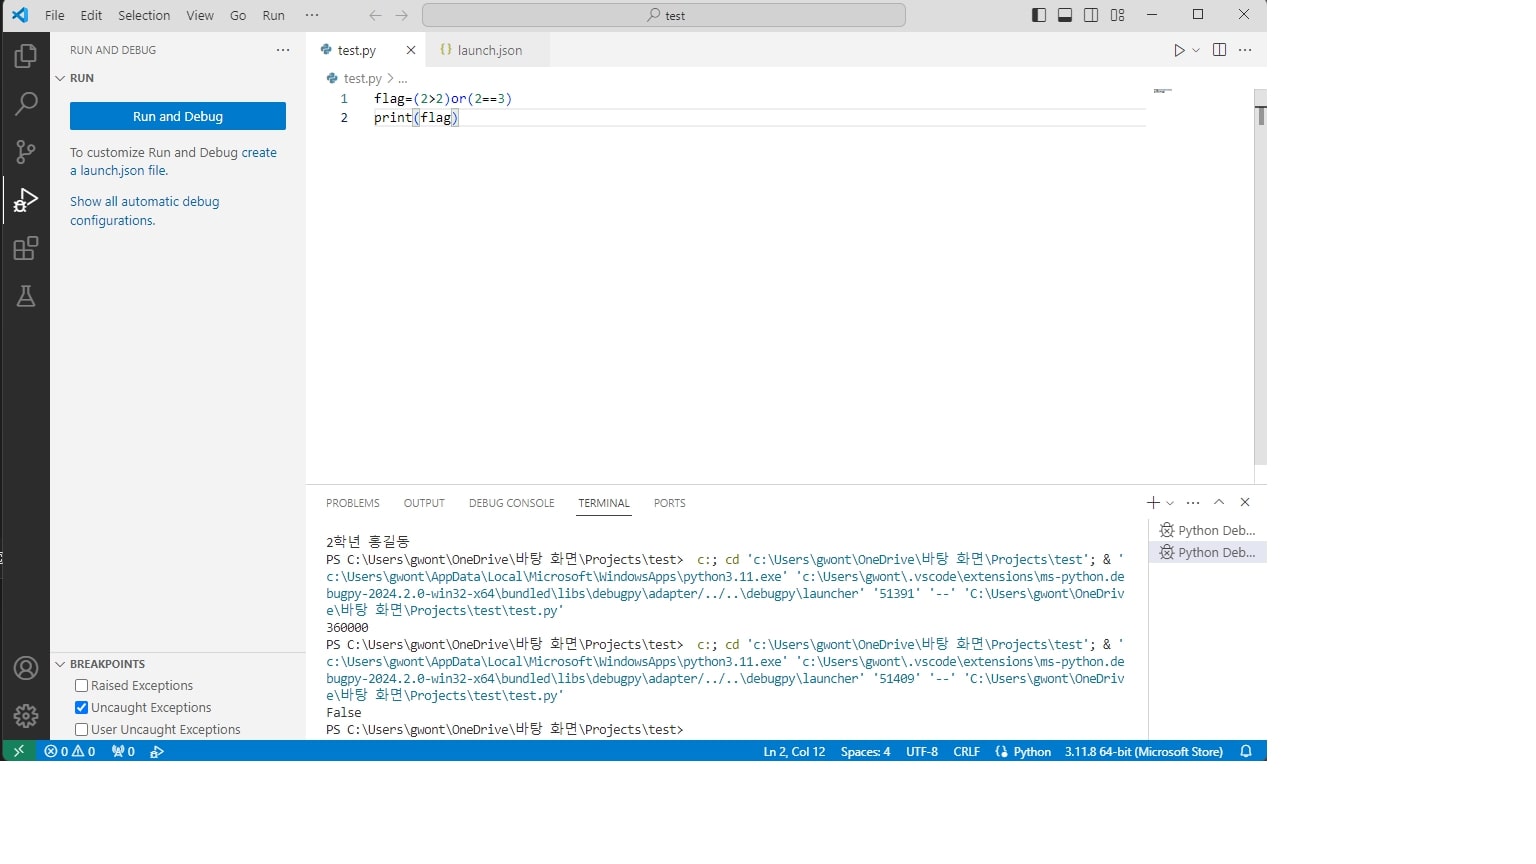 File Edit Selection View Go Run ...
test
RUN AND DEBUG ...
RUN
Run and Debug
To customize Run and Debug create
a launch.json file.
Show all automatic debug
configurations.
test.py
{} launch.json
test.py > ...
1 flag=(2>2)or(2==3)
2 print(flag)
PROBLEMS OUTPUT DEBUG CONSOLE TERMINAL PORTS
2학년 홍길동
PS C:\Users\gwont\OneDrive\바탕 화면\Projects\test> c:; cd 'c:\Users\gwont\OneDrive\바탕 화면\Projects\test'; & '
c:\Users\gwont\AppData\Local\Microsoft\WindowsApps\python3.11.exe' 'c:\Users\gwont\.vscode\extensions\ms-python.de
bugpy-2024.2.0-win32-x64\bundled\libs\debugpy\adapter/../..\debugpy\launcher' '51391' '--' 'C:\Users\gwont\OneDriv
e\바탕 화면\Projects\test\test.py'
360000
PS C:\Users\gwont\OneDrive\바탕 화면\Projects\test> c:; cd 'c:\Users\gwont\OneDrive\바탕 화면\Projects\test'; & '
c:\Users\gwont\AppData\Local\Microsoft\WindowsApps\python3.11.exe' 'c:\Users\gwont\.vscode\extensions\ms-python.de
bugpy-2024.2.0-win32-x64\bundled\libs\debugpy\adapter/../..\debugpy\launcher' '51409' '--' 'C:\Users\gwont\OneDriv
e\바탕 화면\Projects\test\test.py'
False
PS C:\Users\gwont\OneDrive\바탕 화면\Projects\test>
Python Deb...
Python Deb...
BREAKPOINTS
Raised Exceptions
Uncaught Exceptions
User Uncaught Exceptions
0 0 0
Ln 2, Col 12 Spaces: 4 UTF-8 CRLF Python 3.11.8 64-bit (Microsoft Store)